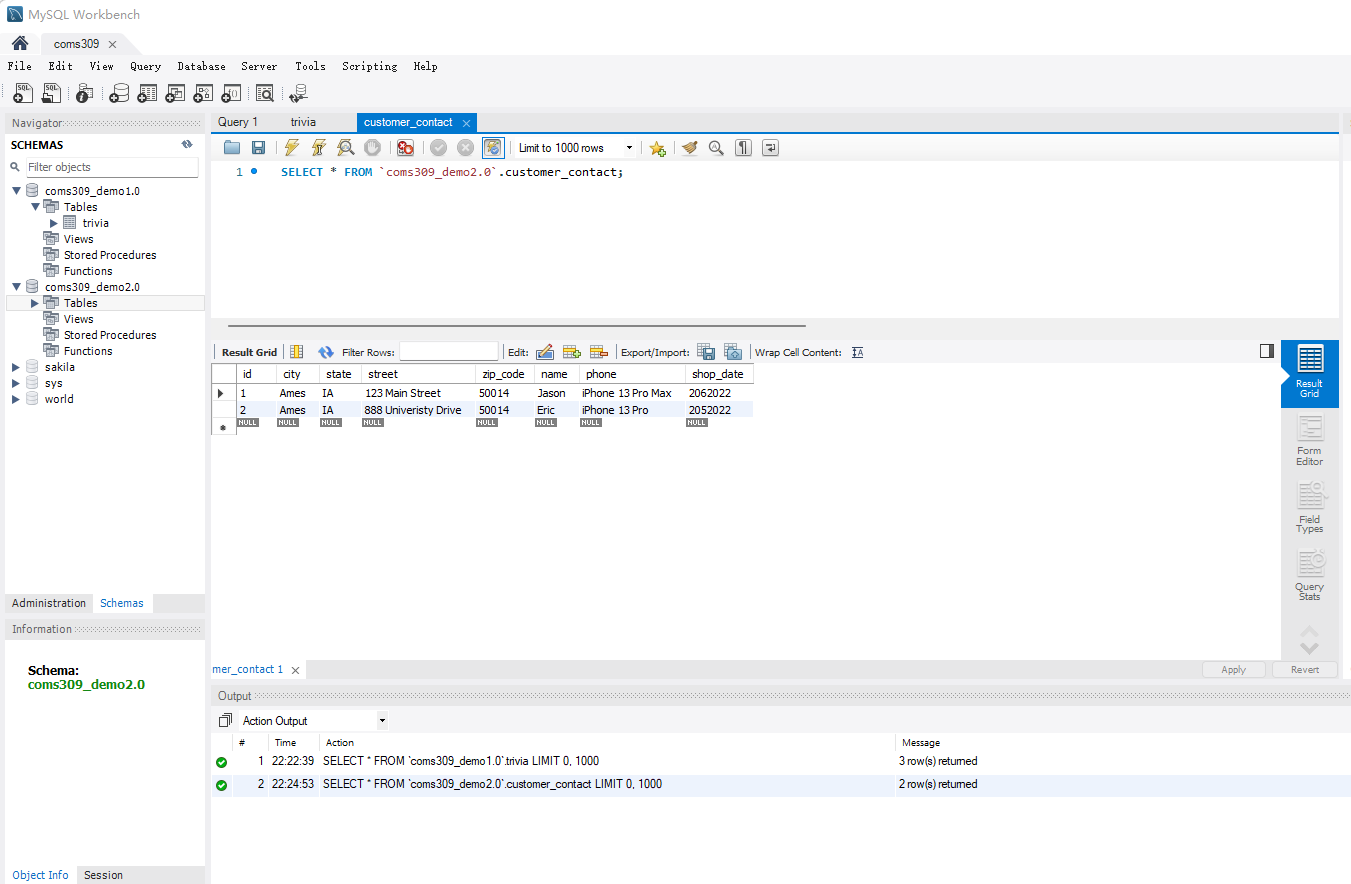 MySQL Workbench
coms309
File Edit View Query Database Server Tools Scripting Help
Navigator
SCHEMAS
Filter objects
coms309_demo1.0
Tables
trivia
Views
Stored Procedures
Functions
coms309_demo2.0
Tables
Views
Stored Procedures
Functions
sakila
sys
world
Administration Schemas
Information
Schema:
coms309_demo2.0
Object Info Session
Query 1 trivia customer_contact
Limit to 1000 rows
1 SELECT * FROM `coms309_demo2.0`.customer_contact;
Result Grid Filter Rows: Edit: Export/Import: Wrap Cell Content:
id city state street zip_code name phone shop_date
1 Ames IA 123 Main Street 50014 Jason iPhone 13 Pro Max 2062022
2 Ames IA 888 Univeristy Drive 50014 Eric iPhone 13 Pro 2052022
NULL NULL NULL NULL NULL NULL NULL NULL
Result
Grid
Form
Editor
Field
Types
Query
Stats
mer_contact 1 Apply Revert
Output
Action Output
# Time Action Message
1 22:22:39 SELECT * FROM `coms309_demo1.0`.trivia LIMIT 0, 1000 3 row(s) returned
2 22:24:53 SELECT * FROM `coms309_demo2.0`.customer_contact LIMIT 0, 1000 2 row(s) returned